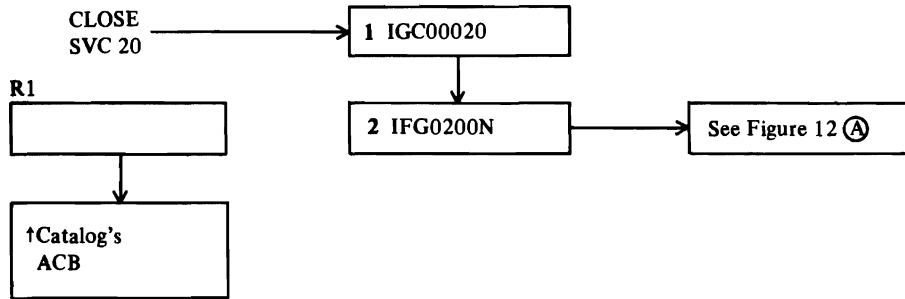 CLOSE
SVC 20
1 IGC00020
R1
2 IFG0200N
See Figure 12 Ⓐ
↑Catalog's
ACB